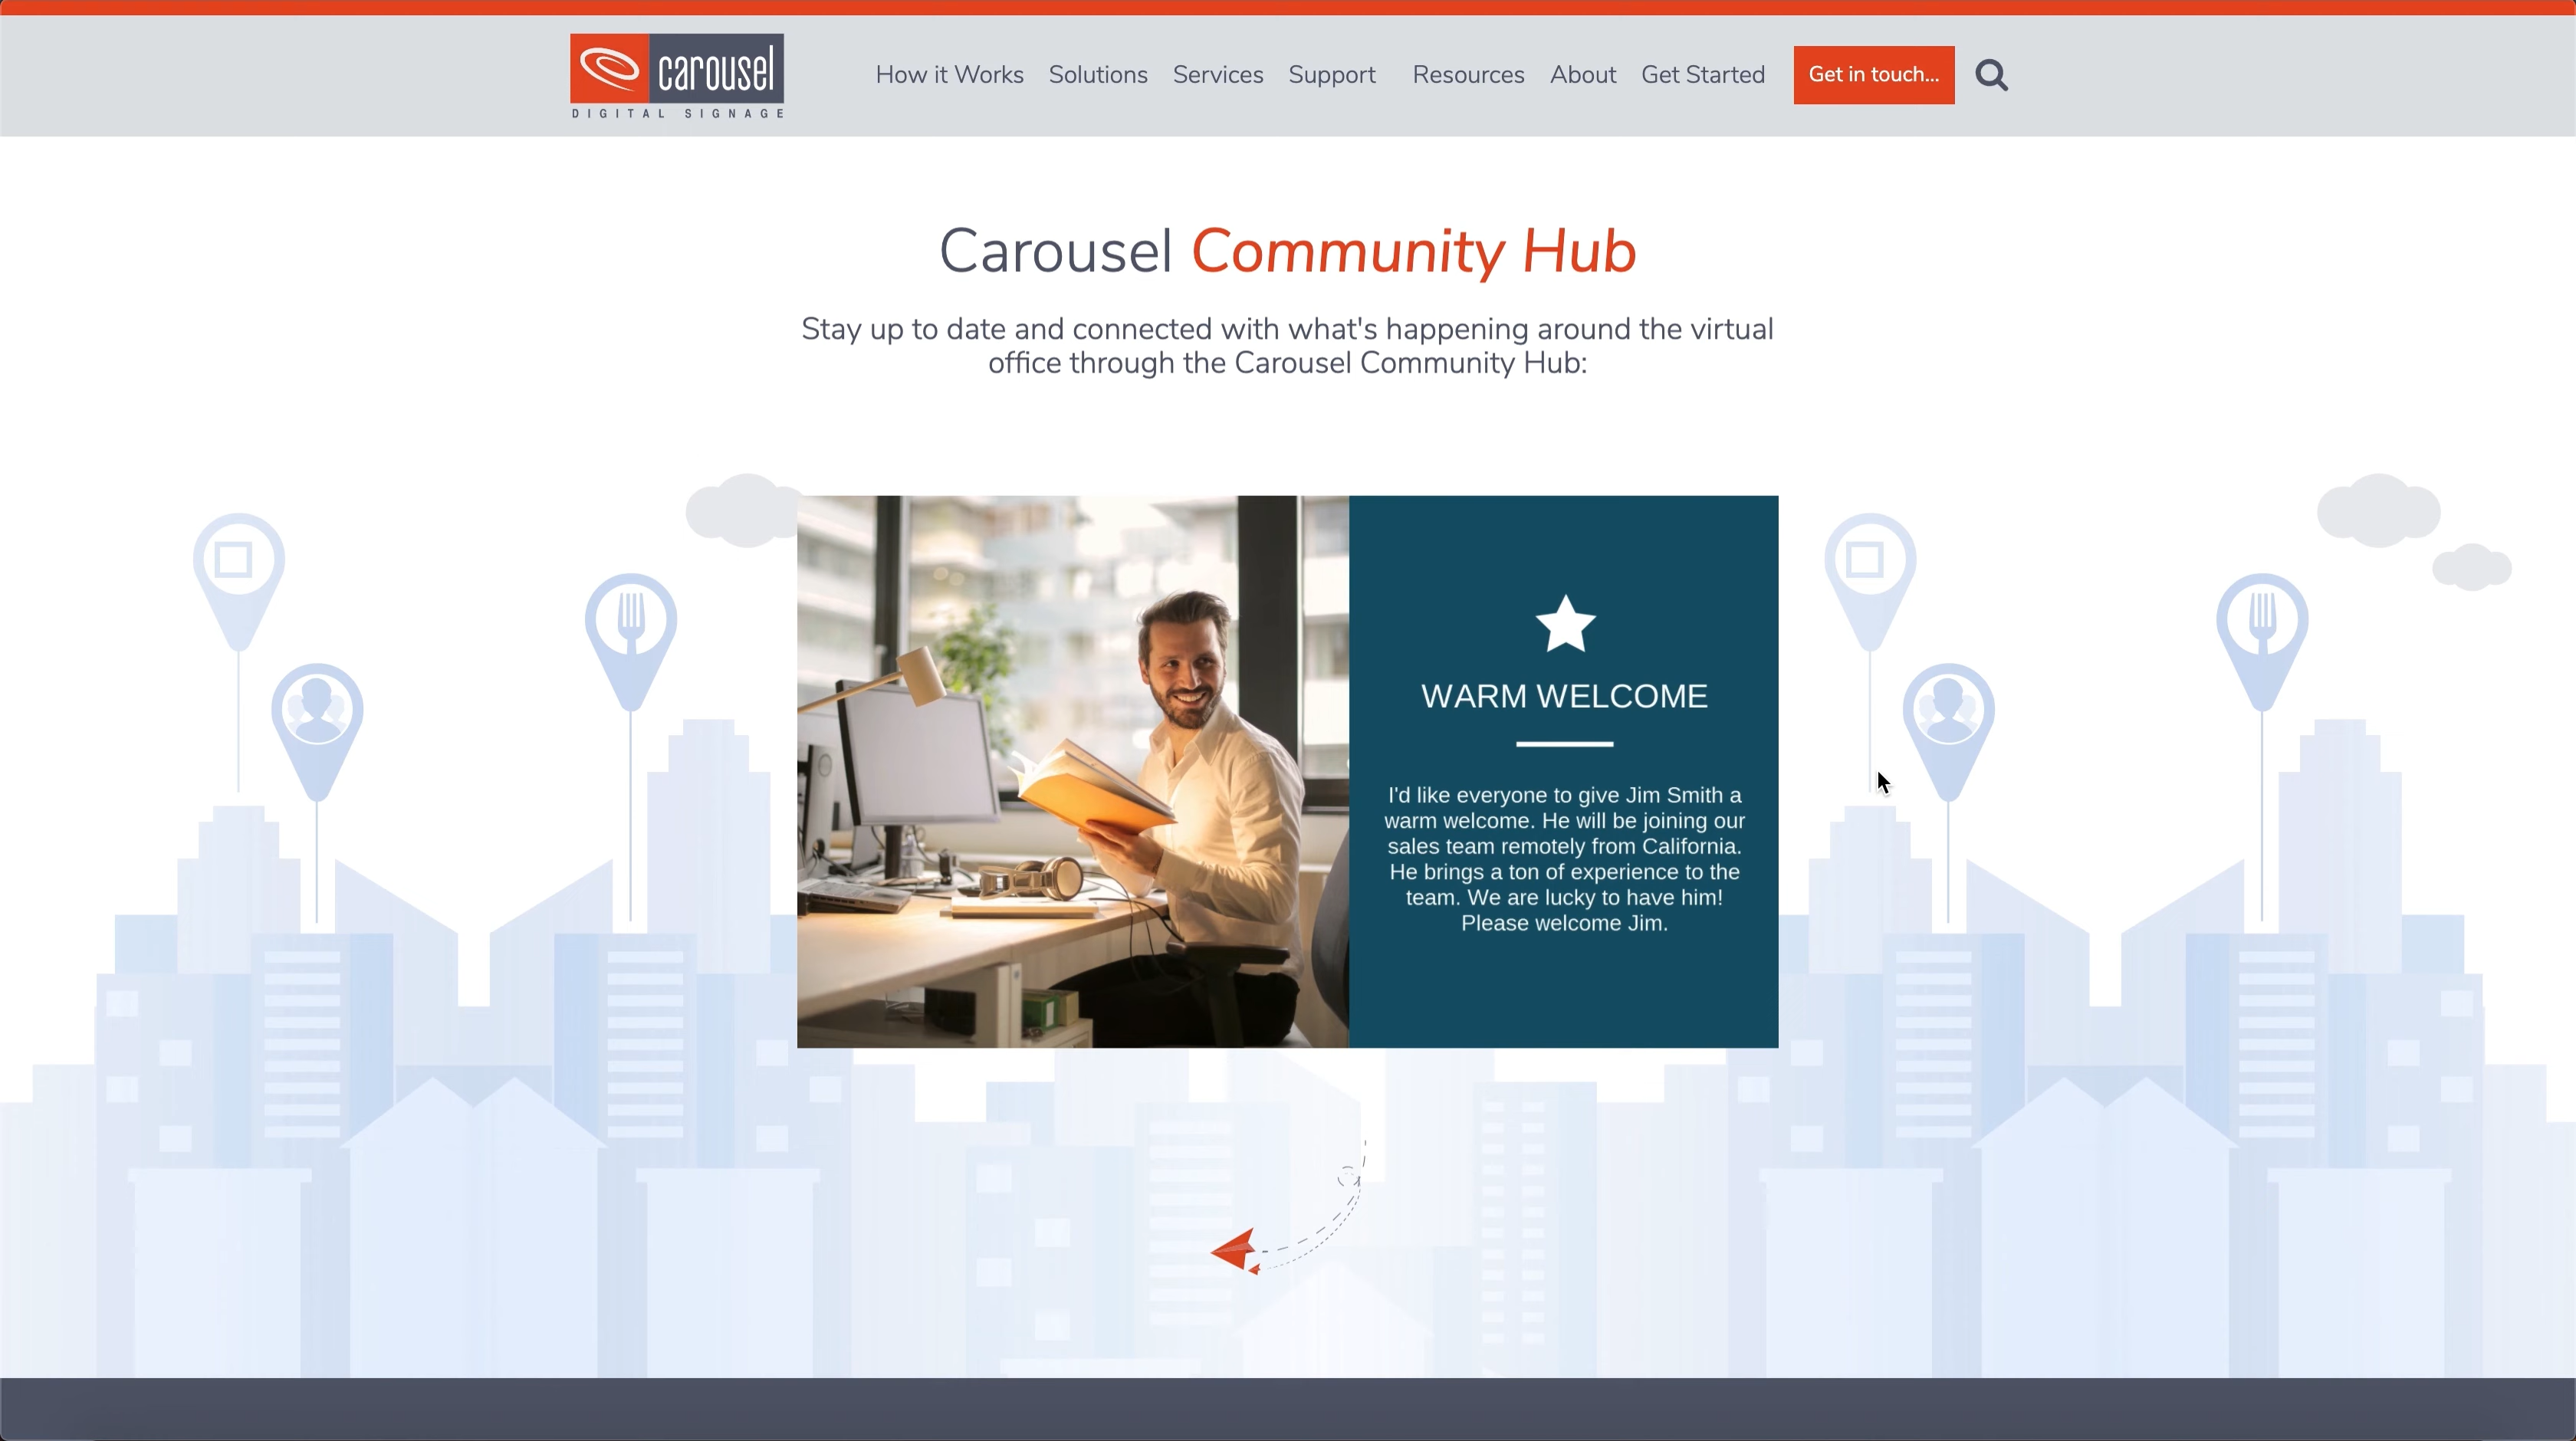 carousel
DIGITAL SIGNAGE
How it Works
Solutions
Services
Support
Resources
About
Get Started
Get in touch...
Carousel Community Hub
Stay up to date and connected with what's happening around the virtual
office through the Carousel Community Hub:
WARM WELCOME
I'd like everyone to give Jim Smith a
warm welcome. He will be joining our
sales team remotely from California.
He brings a ton of experience to the
team. We are lucky to have him!
Please welcome Jim.